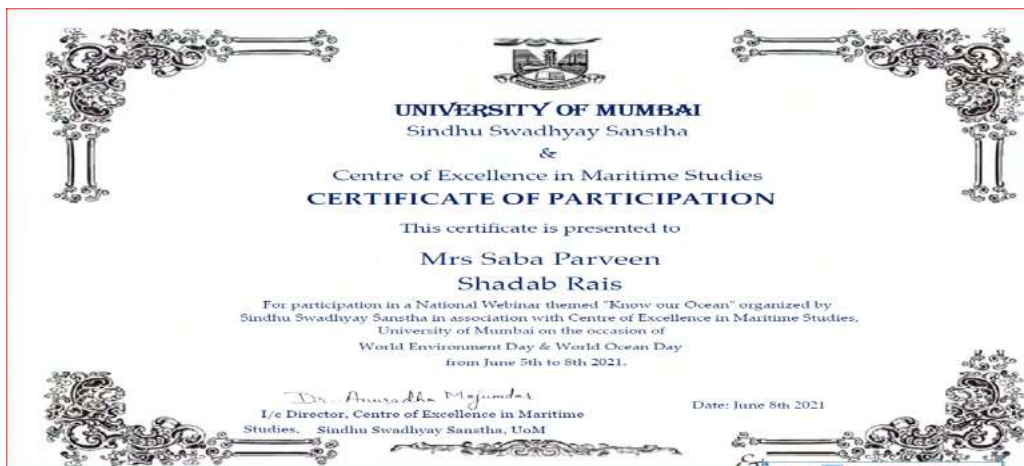 UNIVERSITY OF MUMBAI
Sindhu Swadhyay Sanstha
&
Centre of Excellence in Maritime Studies
CERTIFICATE OF PARTICIPATION
This certificate is presented to
Mrs Saba Parveen
Shadab Rais
For participation in a National Webinar themed "Know our Ocean" organized by
Sindhu Swadhyay Sanstha in association with Centre of Excellence in Maritime Studies,
University of Mumbai on the occasion of
World Environment Day & World Ocean Day
from June 5th to 8th 2021.
Dr. Anuradha Majumdar
I/c Director, Centre of Excellence in Maritime
Studies, Sindhu Swadhyay Sanstha, UoM
Date: June 8th 2021